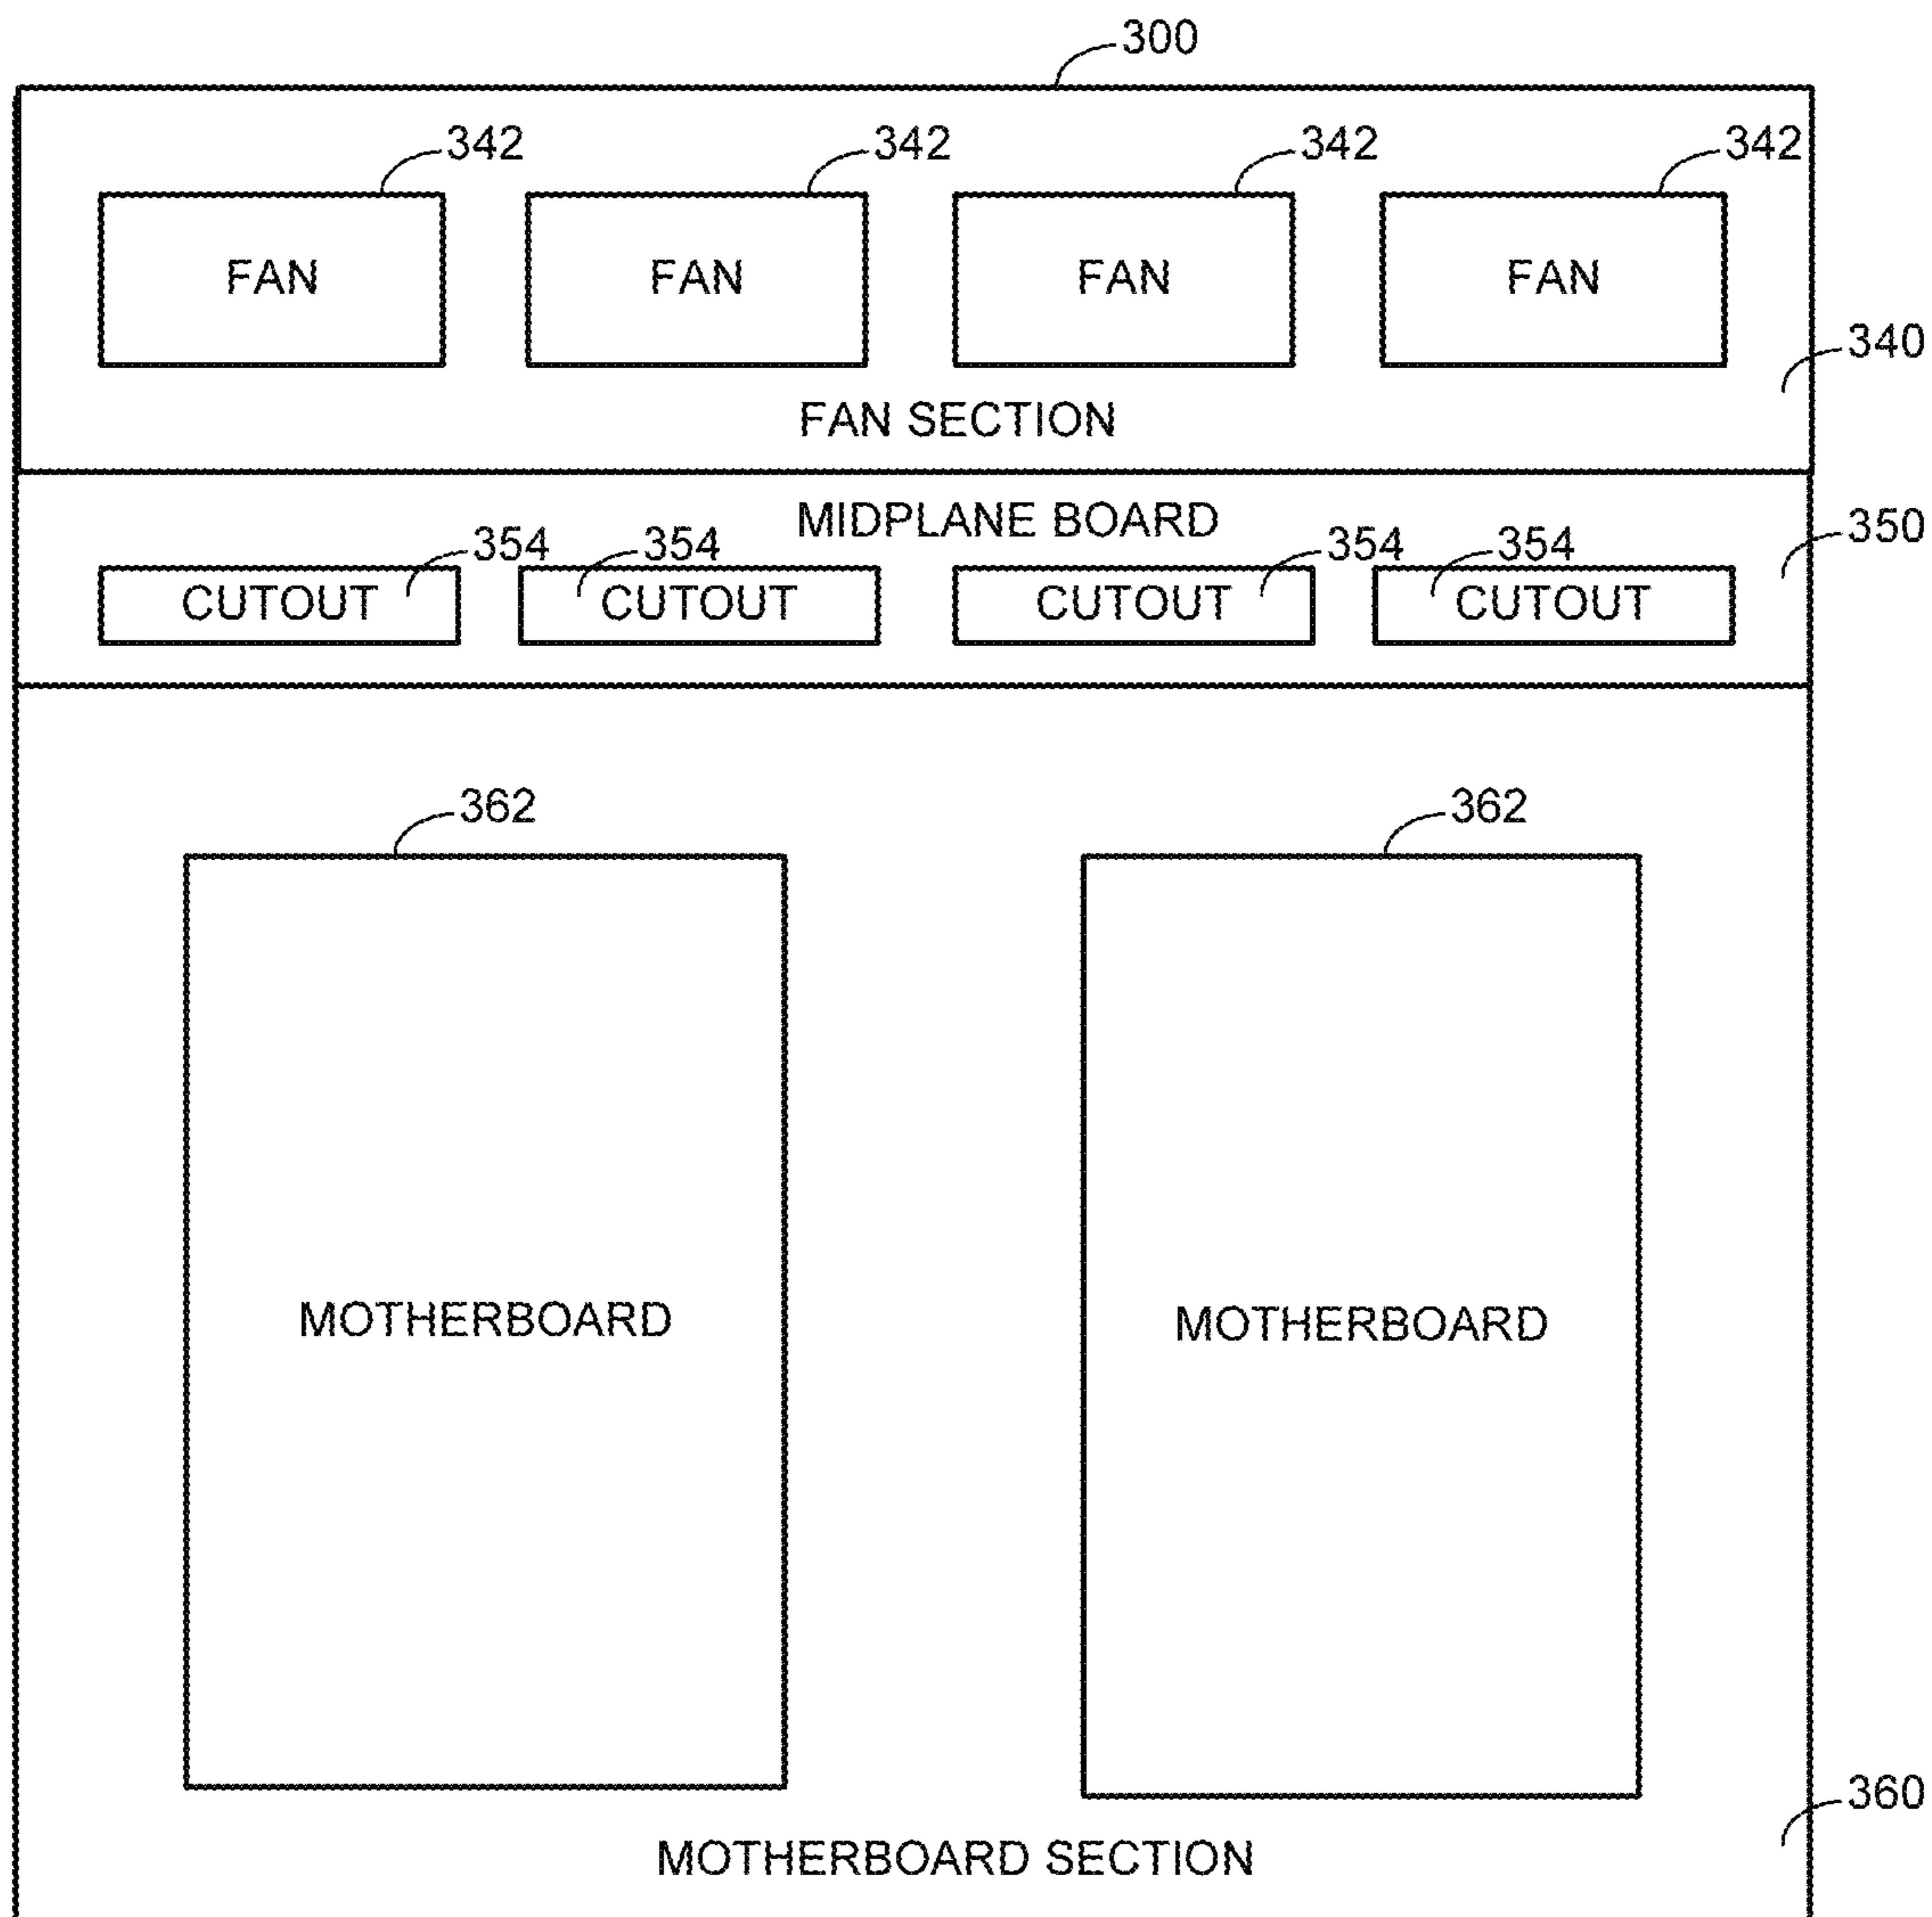 300
342 342 342 342
FAN FAN FAN FAN
340
FAN SECTION
MIDPLANE BOARD
350
354 354 354 354
CUTOUT CUTOUT CUTOUT CUTOUT
362 362
MOTHERBOARD MOTHERBOARD
360
MOTHERBOARD SECTION